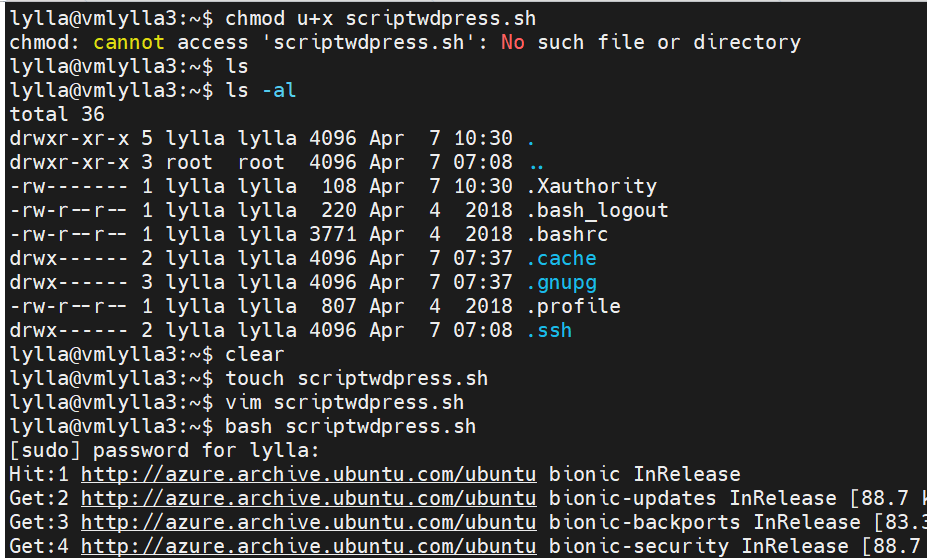 lylla@vmlylla3:~$ chmod u+x scriptwdpress.sh
chmod: cannot access 'scriptwdpress.sh': No such file or directory
lylla@vmlylla3:~$ ls
lylla@vmlylla3:~$ ls -al
total 36
drwxr-xr-x 5 lylla lylla 4096 Apr  7 10:30 .
drwxr-xr-x 3 root  root  4096 Apr  7 07:08 ..
-rw------- 1 lylla lylla  108 Apr  7 10:30 .Xauthority
-rw-r--r-- 1 lylla lylla  220 Apr  4  2018 .bash_logout
-rw-r--r-- 1 lylla lylla 3771 Apr  4  2018 .bashrc
drwx------ 2 lylla lylla 4096 Apr  7 07:37 .cache
drwx------ 3 lylla lylla 4096 Apr  7 07:37 .gnupg
-rw-r--r-- 1 lylla lylla  807 Apr  4  2018 .profile
drwx------ 2 lylla lylla 4096 Apr  7 07:08 .ssh
lylla@vmlylla3:~$ clear
lylla@vmlylla3:~$ touch scriptwdpress.sh
lylla@vmlylla3:~$ vim scriptwdpress.sh
lylla@vmlylla3:~$ bash scriptwdpress.sh
[sudo] password for lylla:
Hit:1 http://azure.archive.ubuntu.com/ubuntu bionic InRelease
Get:2 http://azure.archive.ubuntu.com/ubuntu bionic-updates InRelease [88.7 k
Get:3 http://azure.archive.ubuntu.com/ubuntu bionic-backports InRelease [83.3
Get:4 http://azure.archive.ubuntu.com/ubuntu bionic-security InRelease [88.7